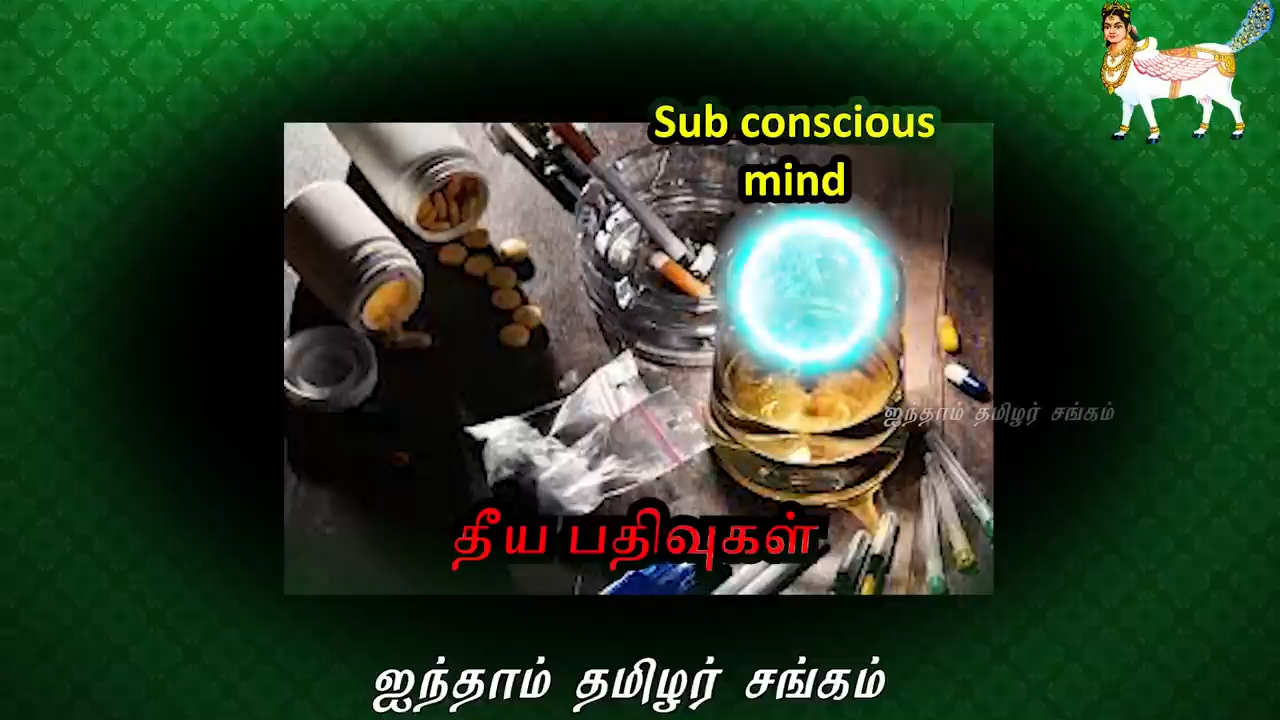 Sub conscious
mind
ஐந்தாம் தமிழர் சங்கம்
தீய பதிவுகள்
ஐந்தாம் தமிழர் சங்கம்